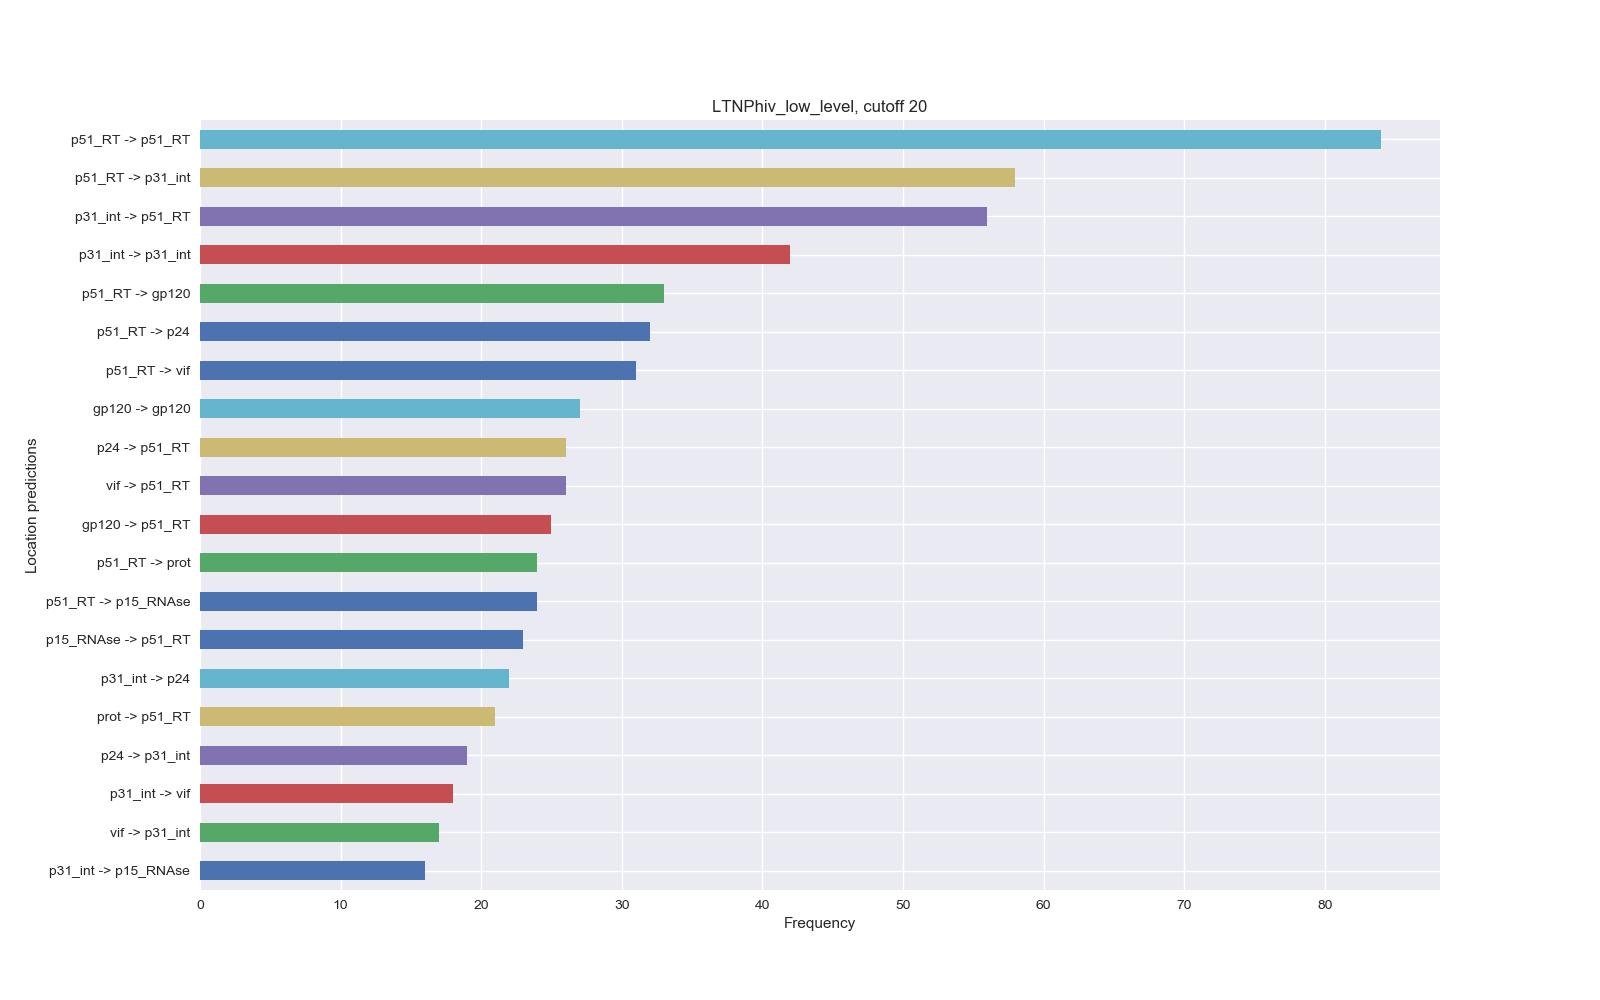 LTNPhiv_low_level, cutoff 20
p51_RT -> p51_RT
p51_RT -> p31_int
p31_int -> p51_RT
p31_int -> p31_int
p51_RT -> gp120
p51_RT -> p24
p51_RT -> vif
gp120 -> gp120
p24 -> p51_RT
vif -> p51_RT
gp120 -> p51_RT
p51_RT -> prot
p51_RT -> p15_RNAse
p15_RNAse -> p51_RT
p31_int -> p24
prot -> p51_RT
p24 -> p31_int
p31_int -> vif
vif -> p31_int
p31_int -> p15_RNAse
Location predictions
0 10 20 30 40 50 60 70 80
Frequency